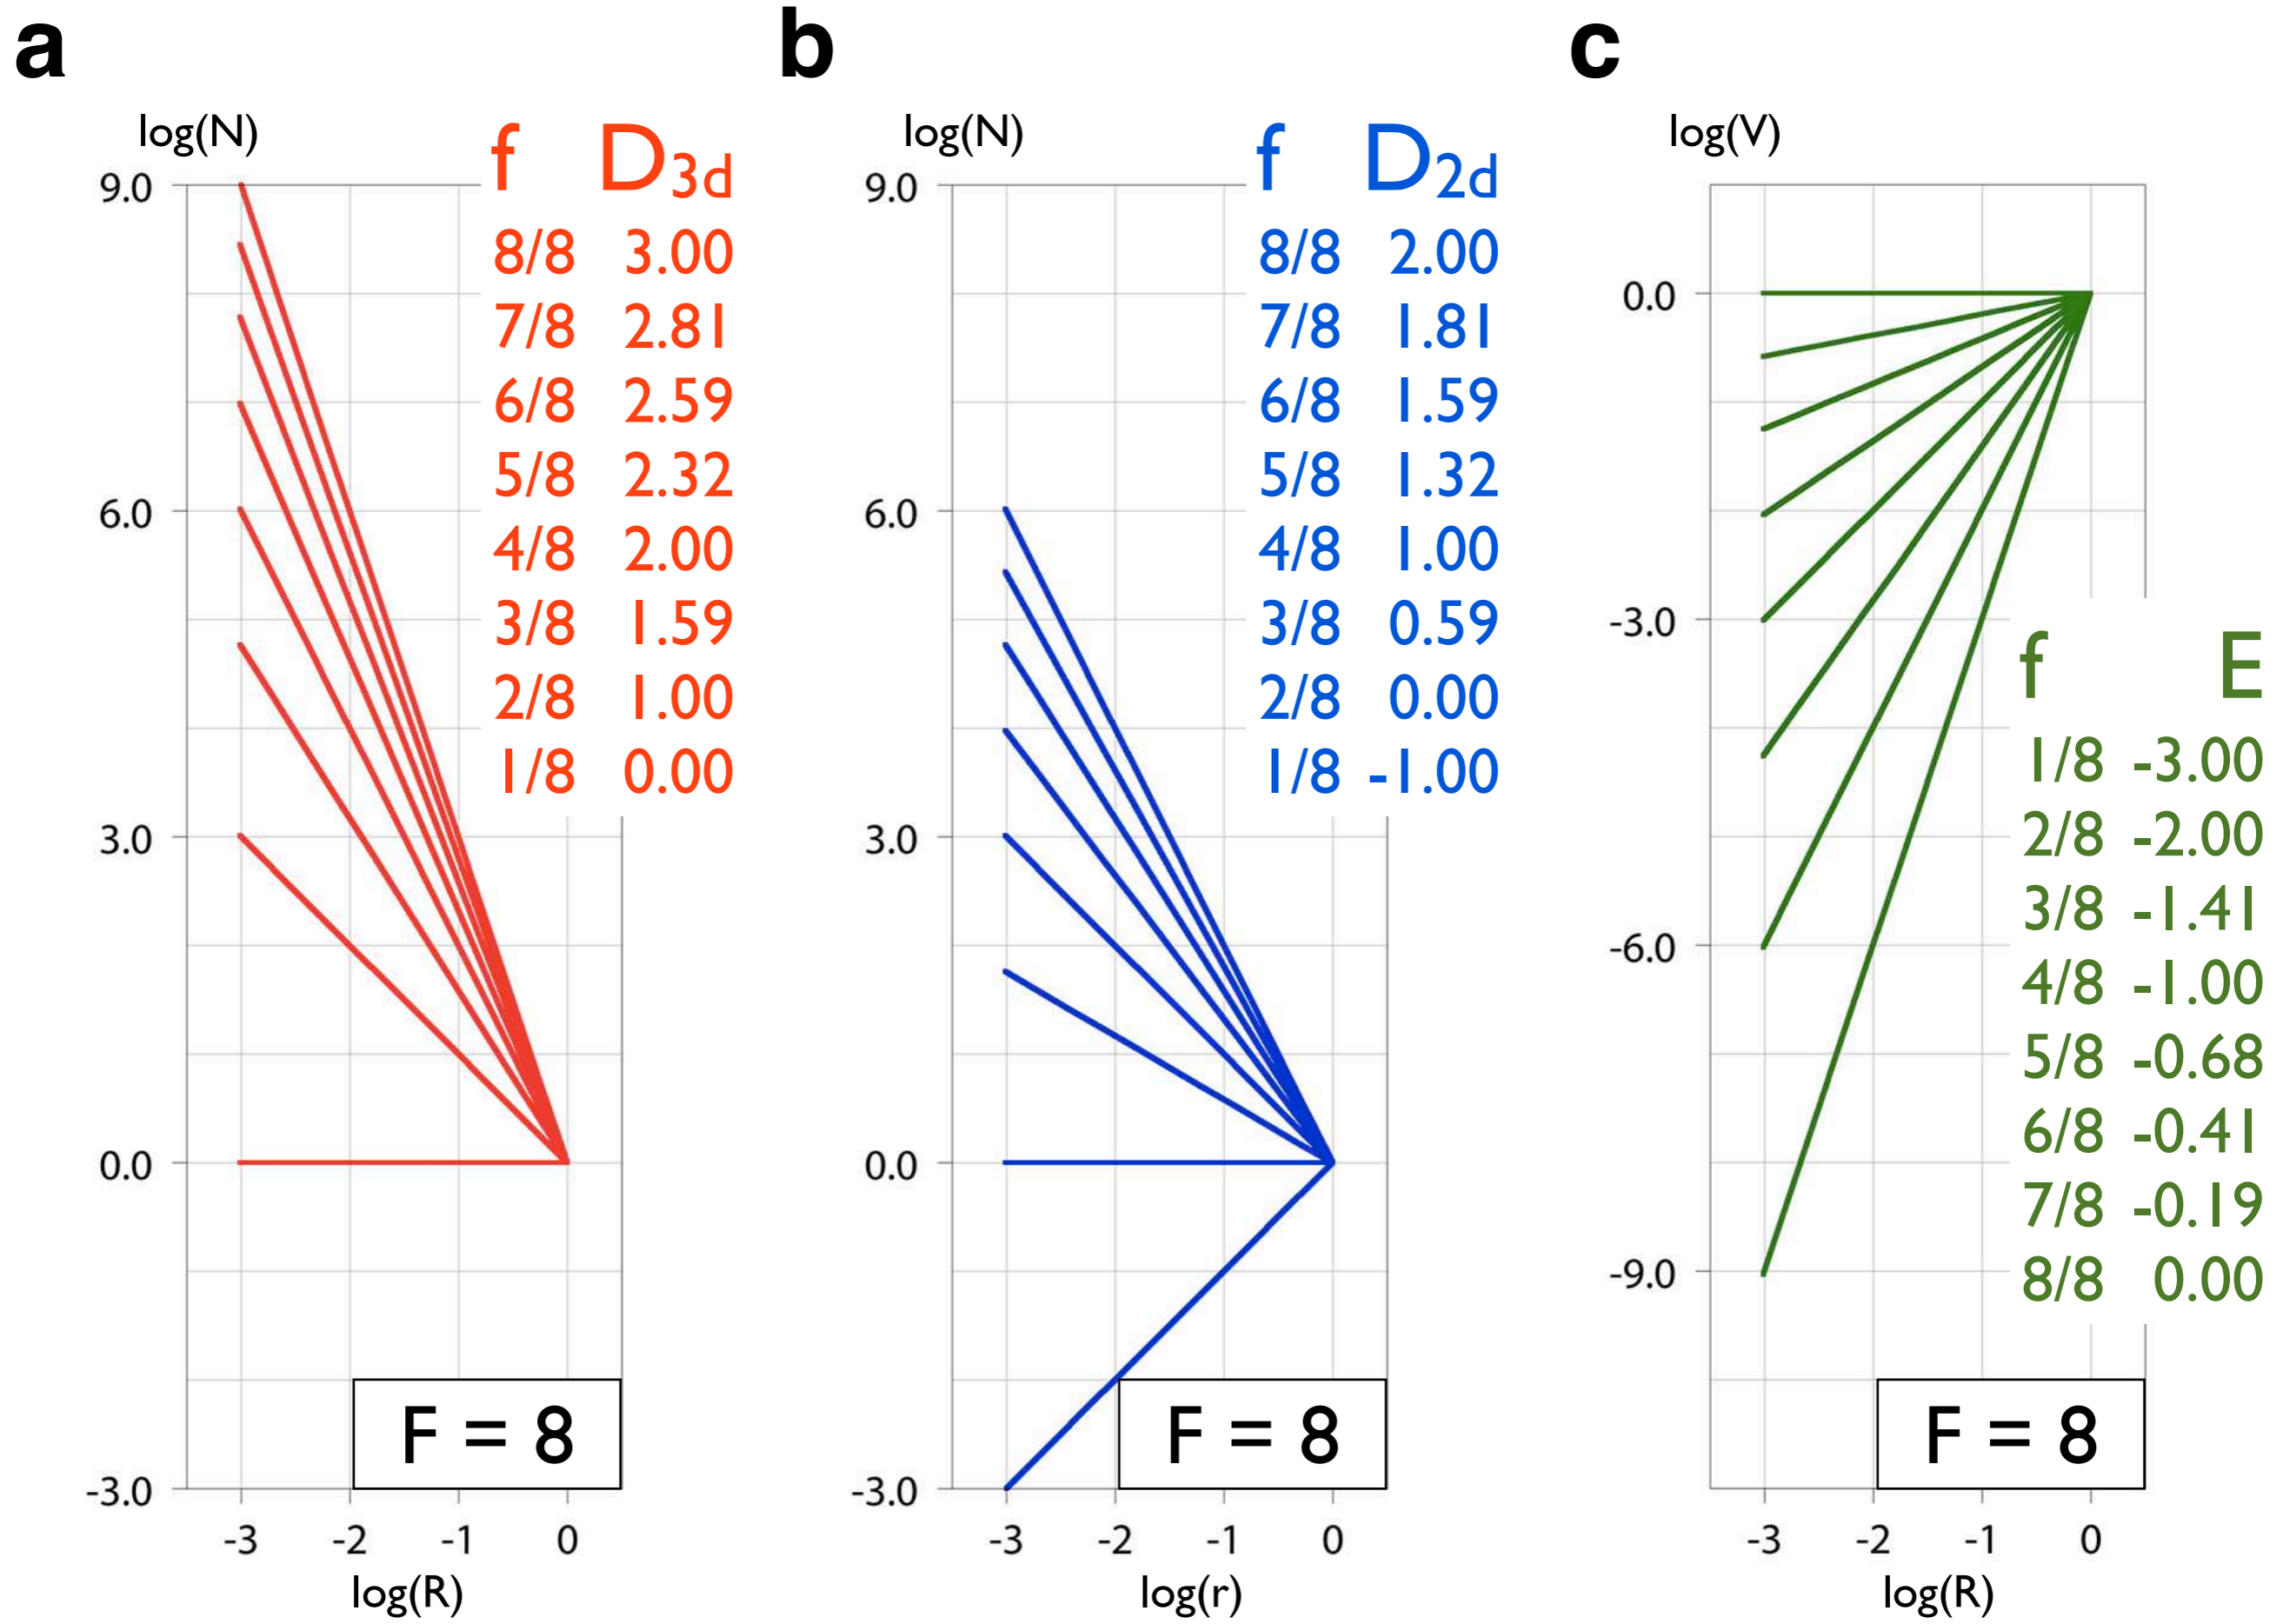 a
log(N)
f D3d
9.0
8/8 3.00
7/8 2.81
6/8 2.59
5/8 2.32
6.0
4/8 2.00
3/8 1.59
2/8 1.00
1/8 0.00
3.0
0.0
F = 8
-3.0
-3 -2 -1 0
log(R)
b
log(N)
f D2d
9.0
8/8 2.00
7/8 1.81
6/8 1.59
5/8 1.32
6.0
4/8 1.00
3/8 0.59
2/8 0.00
1/8 -1.00
3.0
0.0
F = 8
-3.0
-3 -2 -1 0
log(r)
c
log(V)
0.0
-3.0
f E
1/8 -3.00
2/8 -2.00
3/8 -1.41
-6.0
4/8 -1.00
5/8 -0.68
6/8 -0.41
7/8 -0.19
-9.0
8/8 0.00
F = 8
-3 -2 -1 0
log(R)